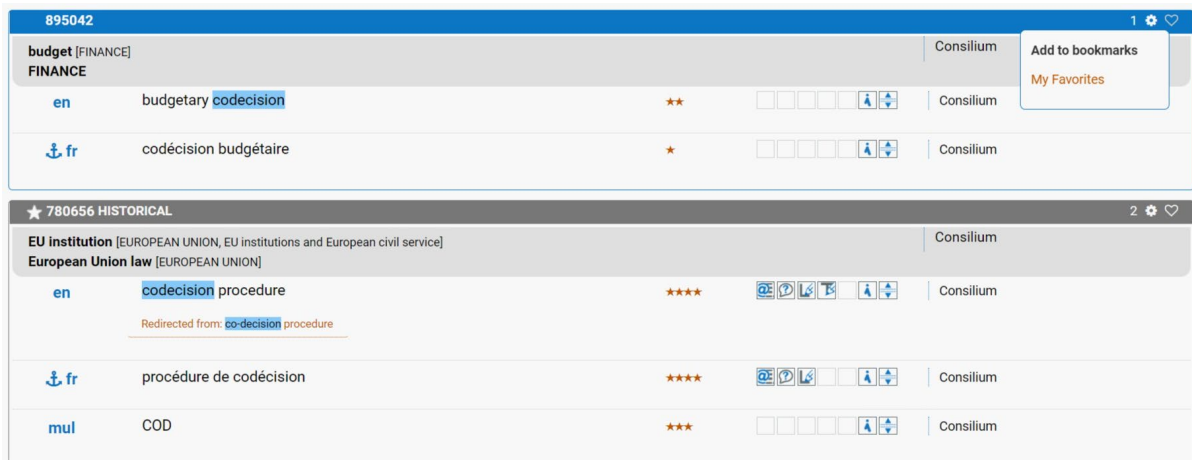 895042 1
budget [FINANCE] Consilium
FINANCE
Add to bookmarks
My Favorites
en budgetary codecision ★★ Consilium
fr codécision budgétaire ★ Consilium
★ 780656 HISTORICAL 2
EU institution [EUROPEAN UNION, EU institutions and European civil service] Consilium
European Union law [EUROPEAN UNION]
en codecision procedure ★★★★ Consilium
Redirected from: co-decision procedure
fr procédure de codécision ★★★★ Consilium
mul COD ★★★ Consilium